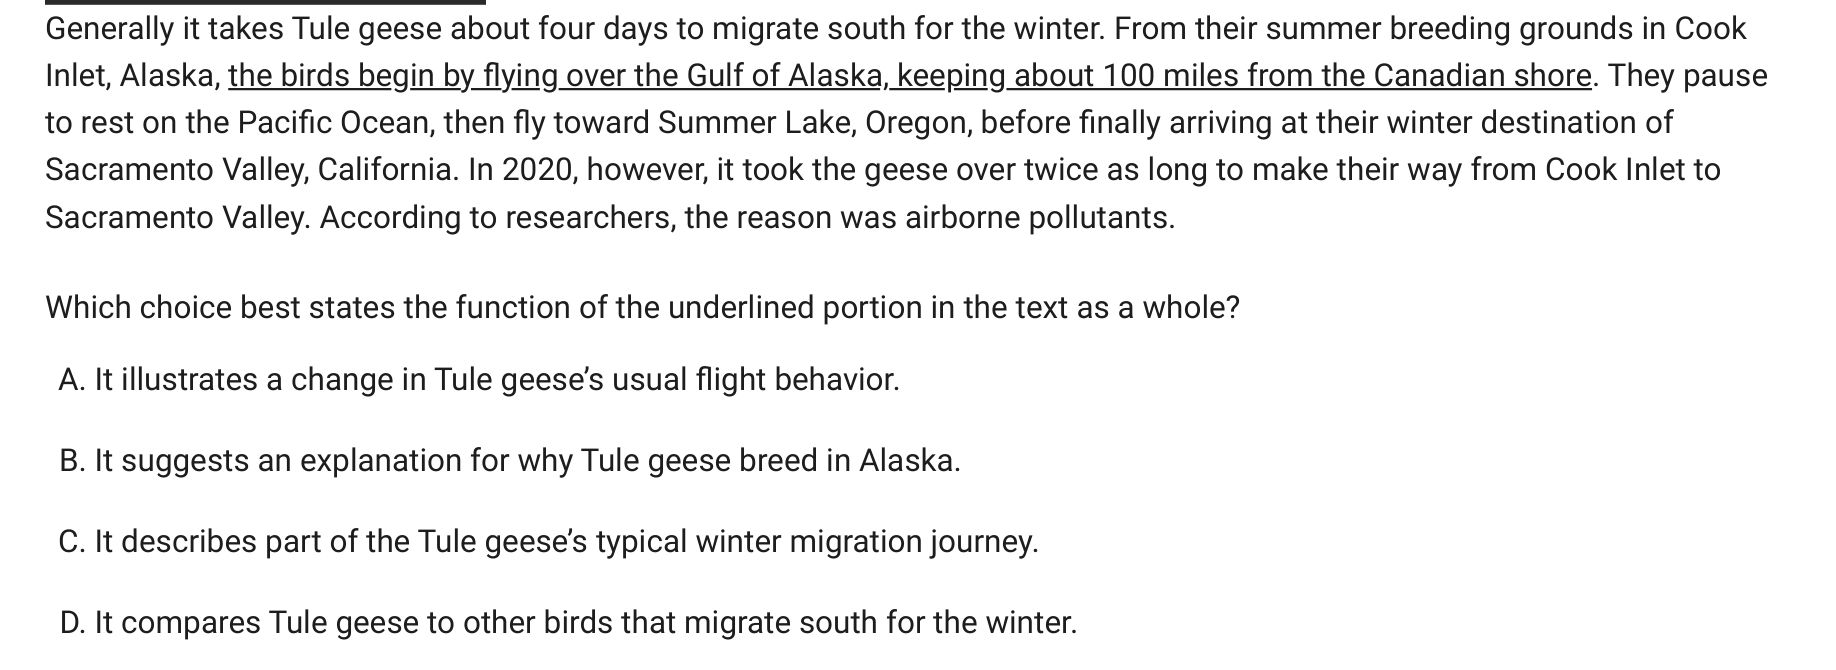 Generally it takes Tule geese about four days to migrate south for the winter. From their summer breeding grounds in Cook
Inlet, Alaska, the birds begin by flying over the Gulf of Alaska, keeping about 100 miles from the Canadian shore. They pause
to rest on the Pacific Ocean, then fly toward Summer Lake, Oregon, before finally arriving at their winter destination of
Sacramento Valley, California. In 2020, however, it took the geese over twice as long to make their way from Cook Inlet to
Sacramento Valley. According to researchers, the reason was airborne pollutants.
Which choice best states the function of the underlined portion in the text as a whole?
A. It illustrates a change in Tule geese’s usual flight behavior.
B. It suggests an explanation for why Tule geese breed in Alaska.
C. It describes part of the Tule geese’s typical winter migration journey.
D. It compares Tule geese to other birds that migrate south for the winter.